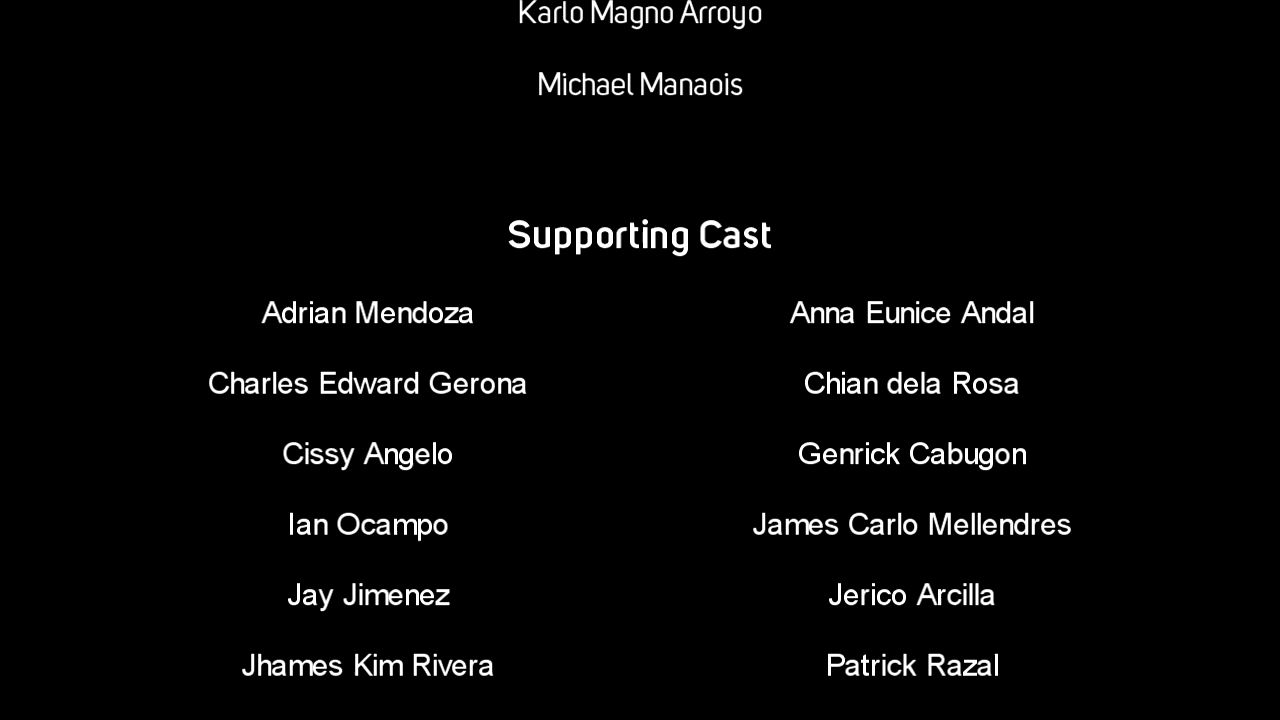 Karlo Magno Arroyo
Michael Manaois
Supporting Cast
Adrian Mendoza
Anna Eunice Andal
Charles Edward Gerona
Chian dela Rosa
Cissy Angelo
Genrick Cabugon
Ian Ocampo
James Carlo Mellendres
Jay Jimenez
Jerico Arcilla
Jhames Kim Rivera
Patrick Razal